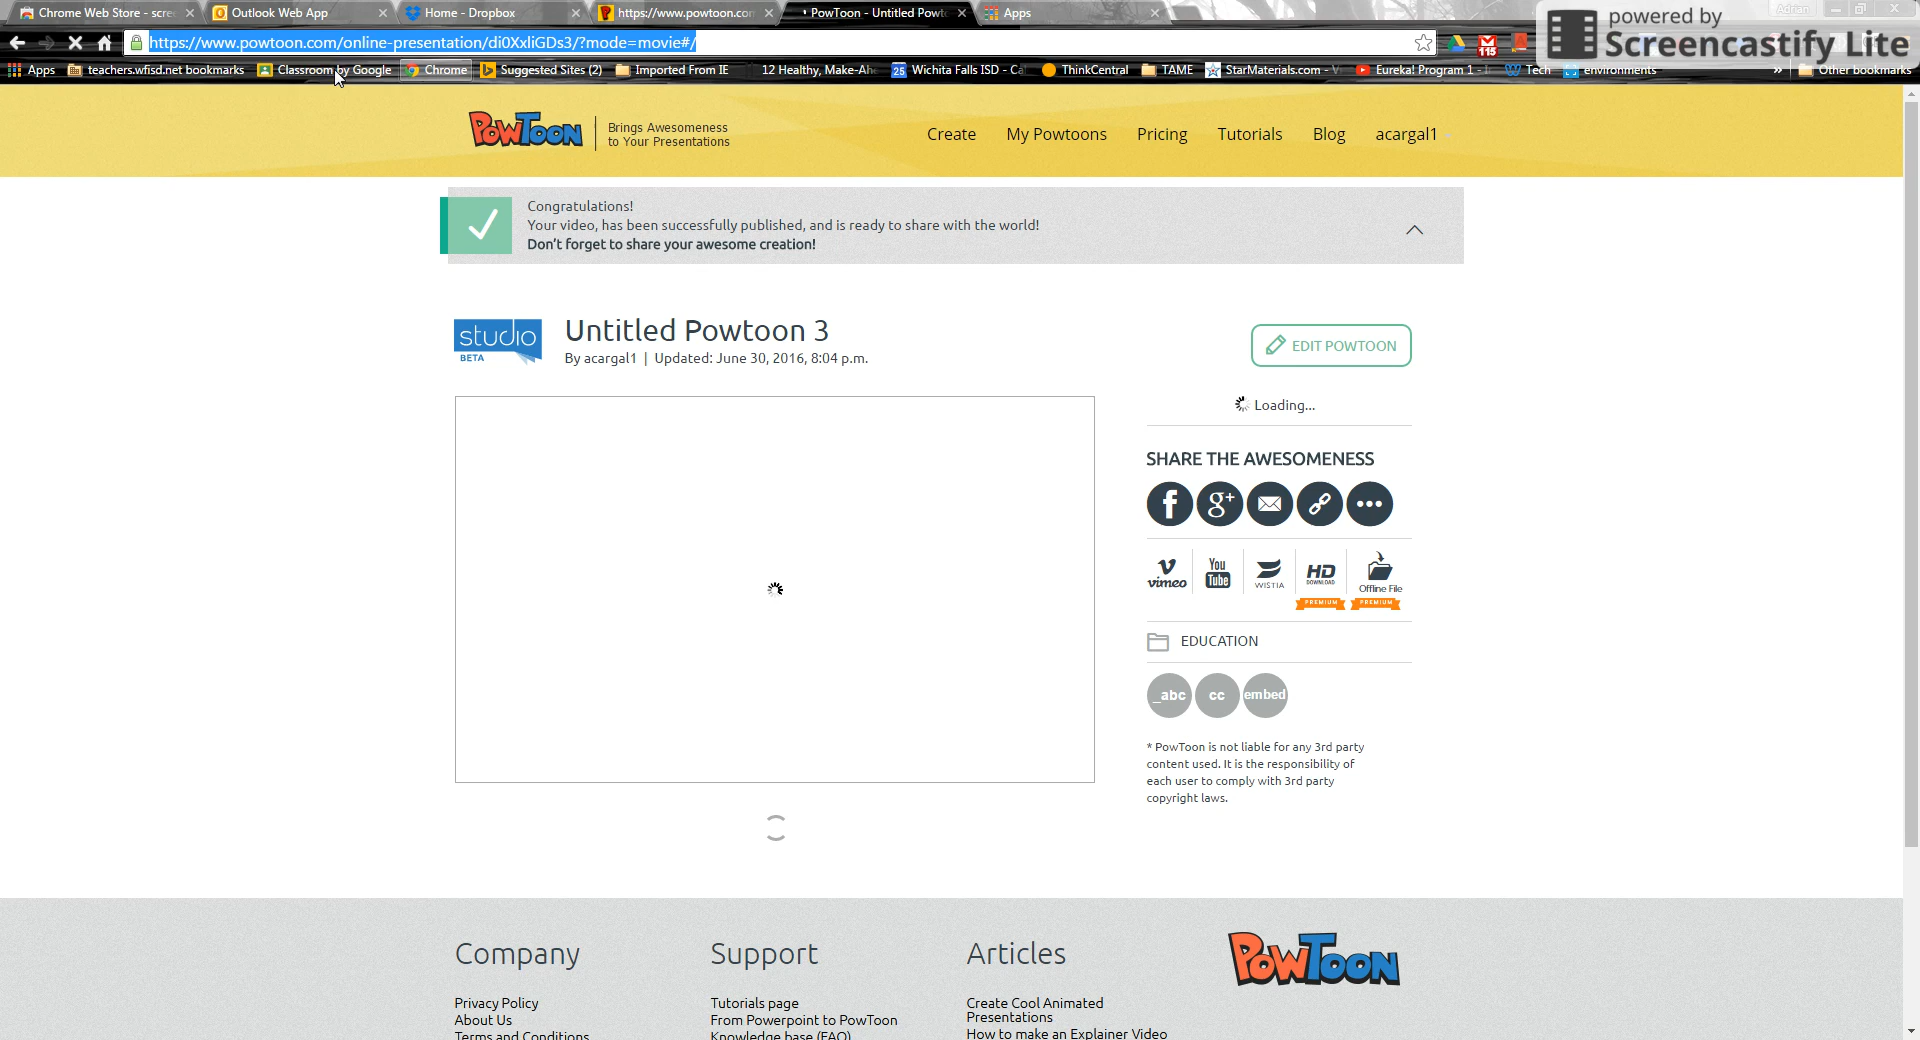 Chrome Web Store - scre
Outlook Web App
Home - Dropbox
https://www.powtoon.com
PowToon - Untitled Powto
Apps
Adrian
powered by
Screencastify Lite
https://www.powtoon.com/online-presentation/di0XxliGDs3/?mode=movie#/
115
Apps
teachers.wfisd.net bookmarks
Classroom by Google
Chrome
Suggested Sites (2)
Imported From IE
12 Healthy, Make-Ah
25
Wichita Falls ISD - Ca
ThinkCentral
TAME
StarMaterials.com - V
Eureka! Program 1 -
Tech
environments
»
Other bookmarks
PowToon
Brings Awesomeness
to Your Presentations
Create
My Powtoons
Pricing
Tutorials
Blog
acargal1
Congratulations!
Your video, has been successfully published, and is ready to share with the world!
Don't forget to share your awesome creation!
studio
BETA
Untitled Powtoon 3
By acargal1 | Updated: June 30, 2016, 8:04 p.m.
EDIT POWTOON
Loading...
SHARE THE AWESOMENESS
f
g+
vimeo
You
Tube
WISTIA
HD
DOWNLOAD
PREMIUM
Offline File
PREMIUM
EDUCATION
_abc
cc
embed
* PowToon is not liable for any 3rd party
content used. It is the responsibility of
each user to comply with 3rd party
copyright laws.
Company
Support
Articles
PowToon
Privacy Policy
About Us
Terms and Conditions
Tutorials page
From Powerpoint to PowToon
Knowledge base (FAQ)
Create Cool Animated
Presentations
How to make an Explainer Video